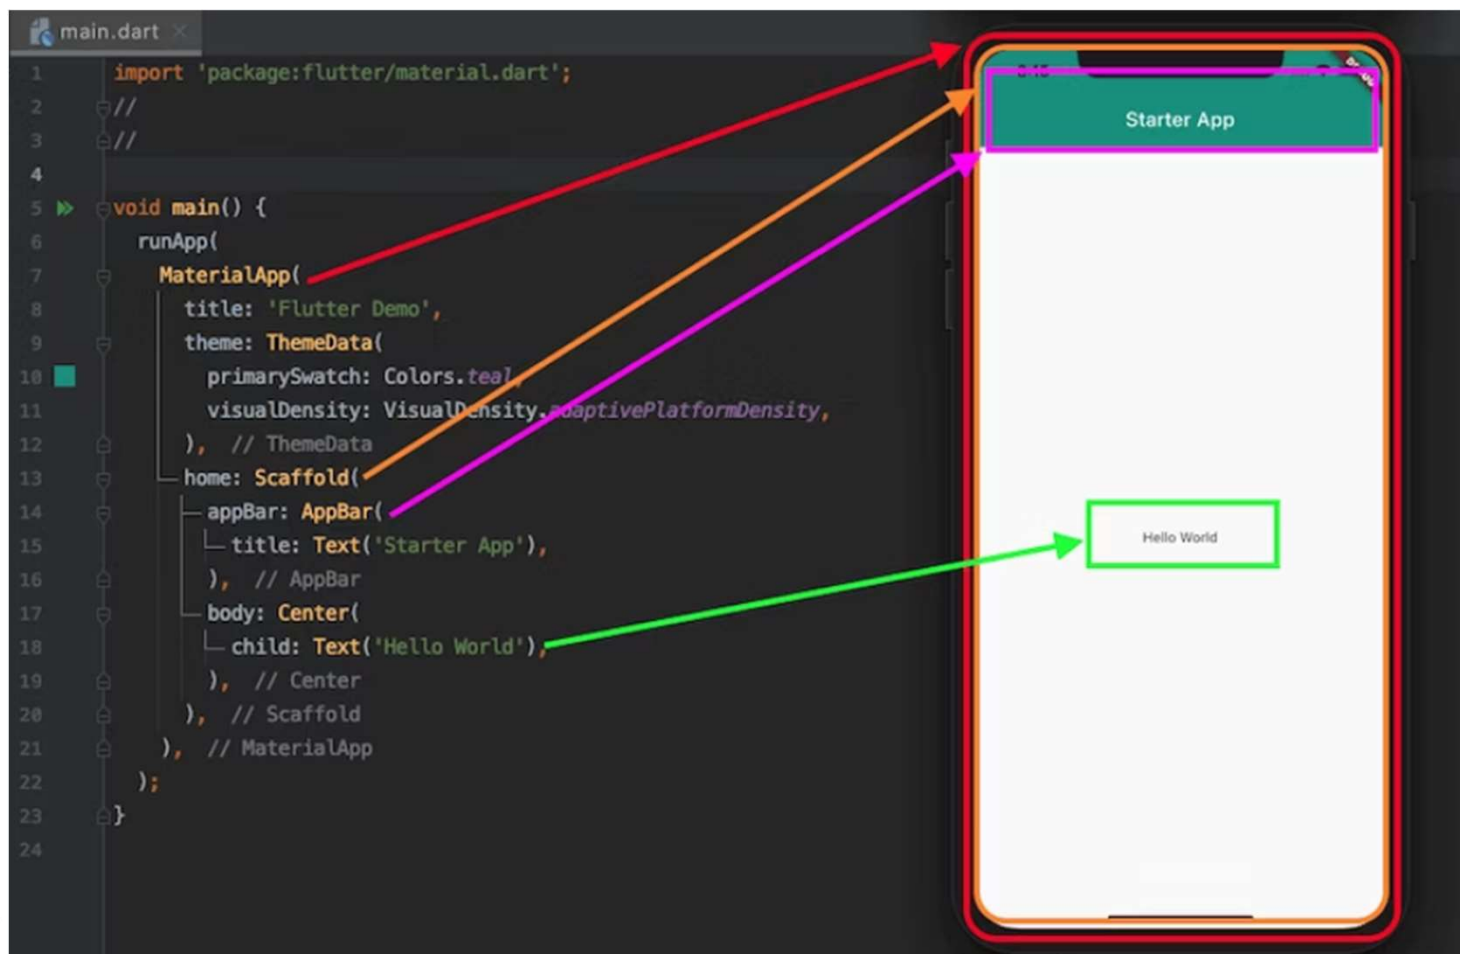 main.dart
1 import 'package:flutter/material.dart';
2 //
3 //
4
5 void main() {
6 runApp(
7 MaterialApp(
8 title: 'Flutter Demo',
9 theme: ThemeData(
10 primarySwatch: Colors.teal,
11 visualDensity: VisualDensity.adaptivePlatformDensity,
12 ), // ThemeData
13 home: Scaffold(
14 appBar: AppBar(
15 title: Text('Starter App'),
16 ), // AppBar
17 body: Center(
18 child: Text('Hello World'),
19 ), // Center
20 ), // Scaffold
21 ), // MaterialApp
22 );
23 }
24
Starter App
Hello World